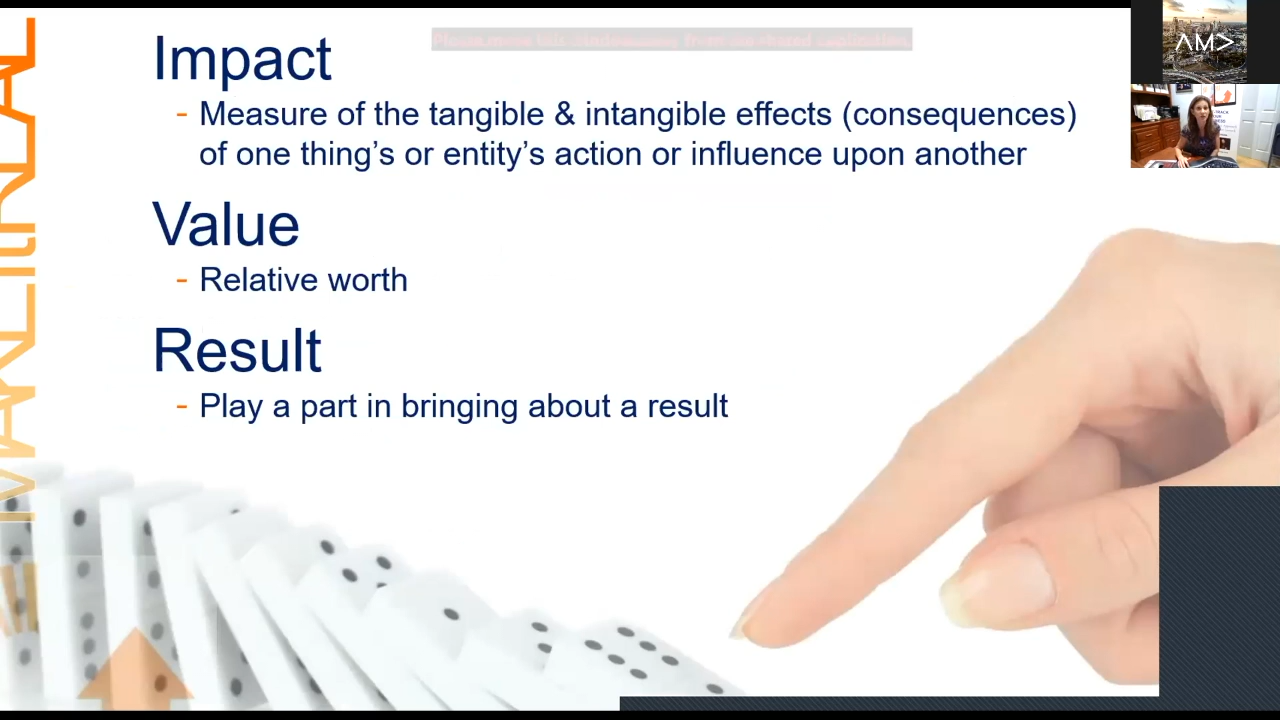 Impact
- Measure of the tangible & intangible effects (consequences)
of one thing's or entity's action or influence upon another
Value
- Relative worth
Result
- Play a part in bringing about a result